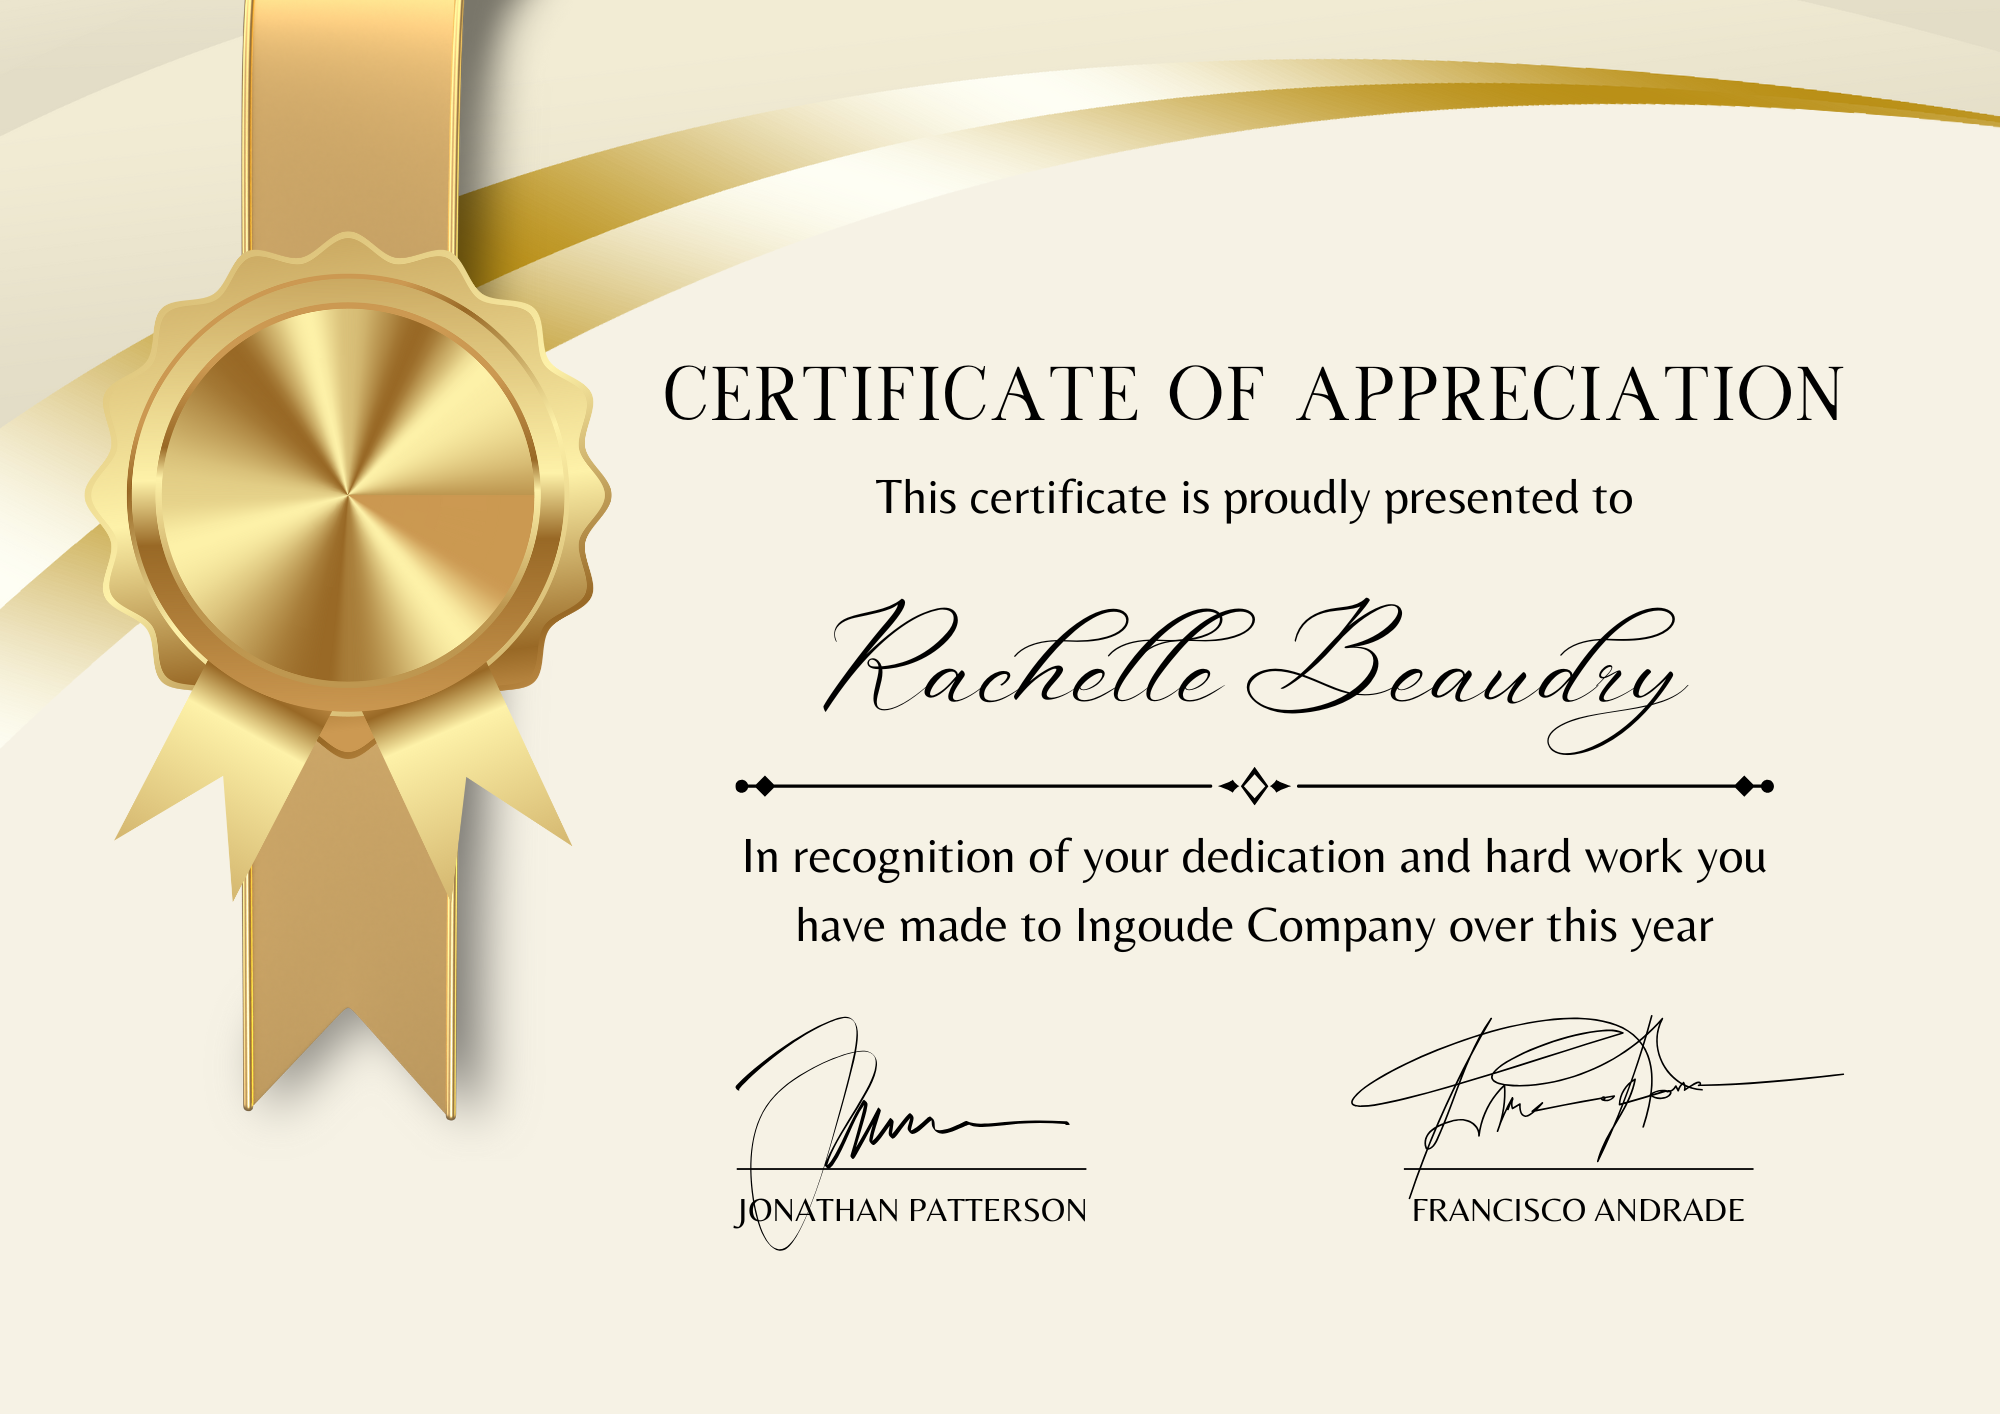 CERTIFICATE OF APPRECIATION
This certificate is proudly presented to
Rachelle Beaudry
In recognition of your dedication and hard work you
have made to Ingoude Company over this year
JONATHAN PATTERSON
FRANCISCO ANDRADE